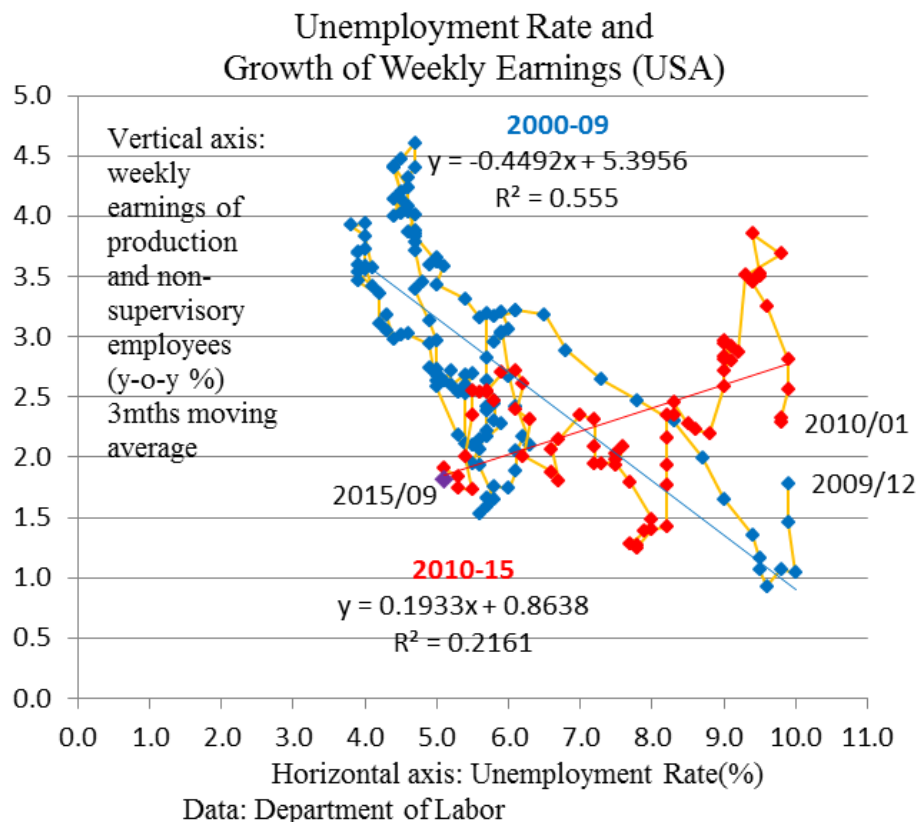 Unemployment Rate and
Growth of Weekly Earnings (USA)
5.0
4.5
4.0
3.5
3.0
2.5
2.0
1.5
1.0
0.5
0.0
Vertical axis:
weekly
earnings of
production
and non-
supervisory
employees
(y-o-y %)
3mths moving
average
2000-09
y = -0.4492x + 5.3956
R² = 0.555
2010/01
2009/12
2015/09
2010-15
y = 0.1933x + 0.8638
R² = 0.2161
0.0 1.0 2.0 3.0 4.0 5.0 6.0 7.0 8.0 9.0 10.0 11.0
Horizontal axis: Unemployment Rate(%)
Data: Department of Labor